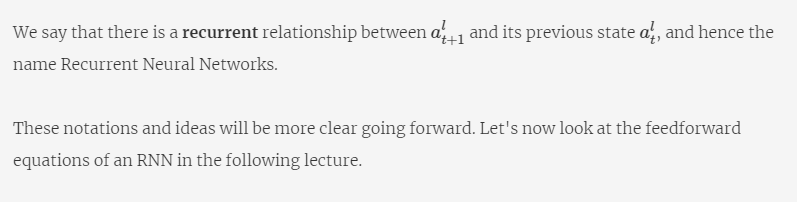 We say that there is a recurrent relationship between $a^l_{t+1}$ and its previous state $a^l_t$, and hence the
name Recurrent Neural Networks.
These notations and ideas will be more clear going forward. Let's now look at the feedforward
equations of an RNN in the following lecture.